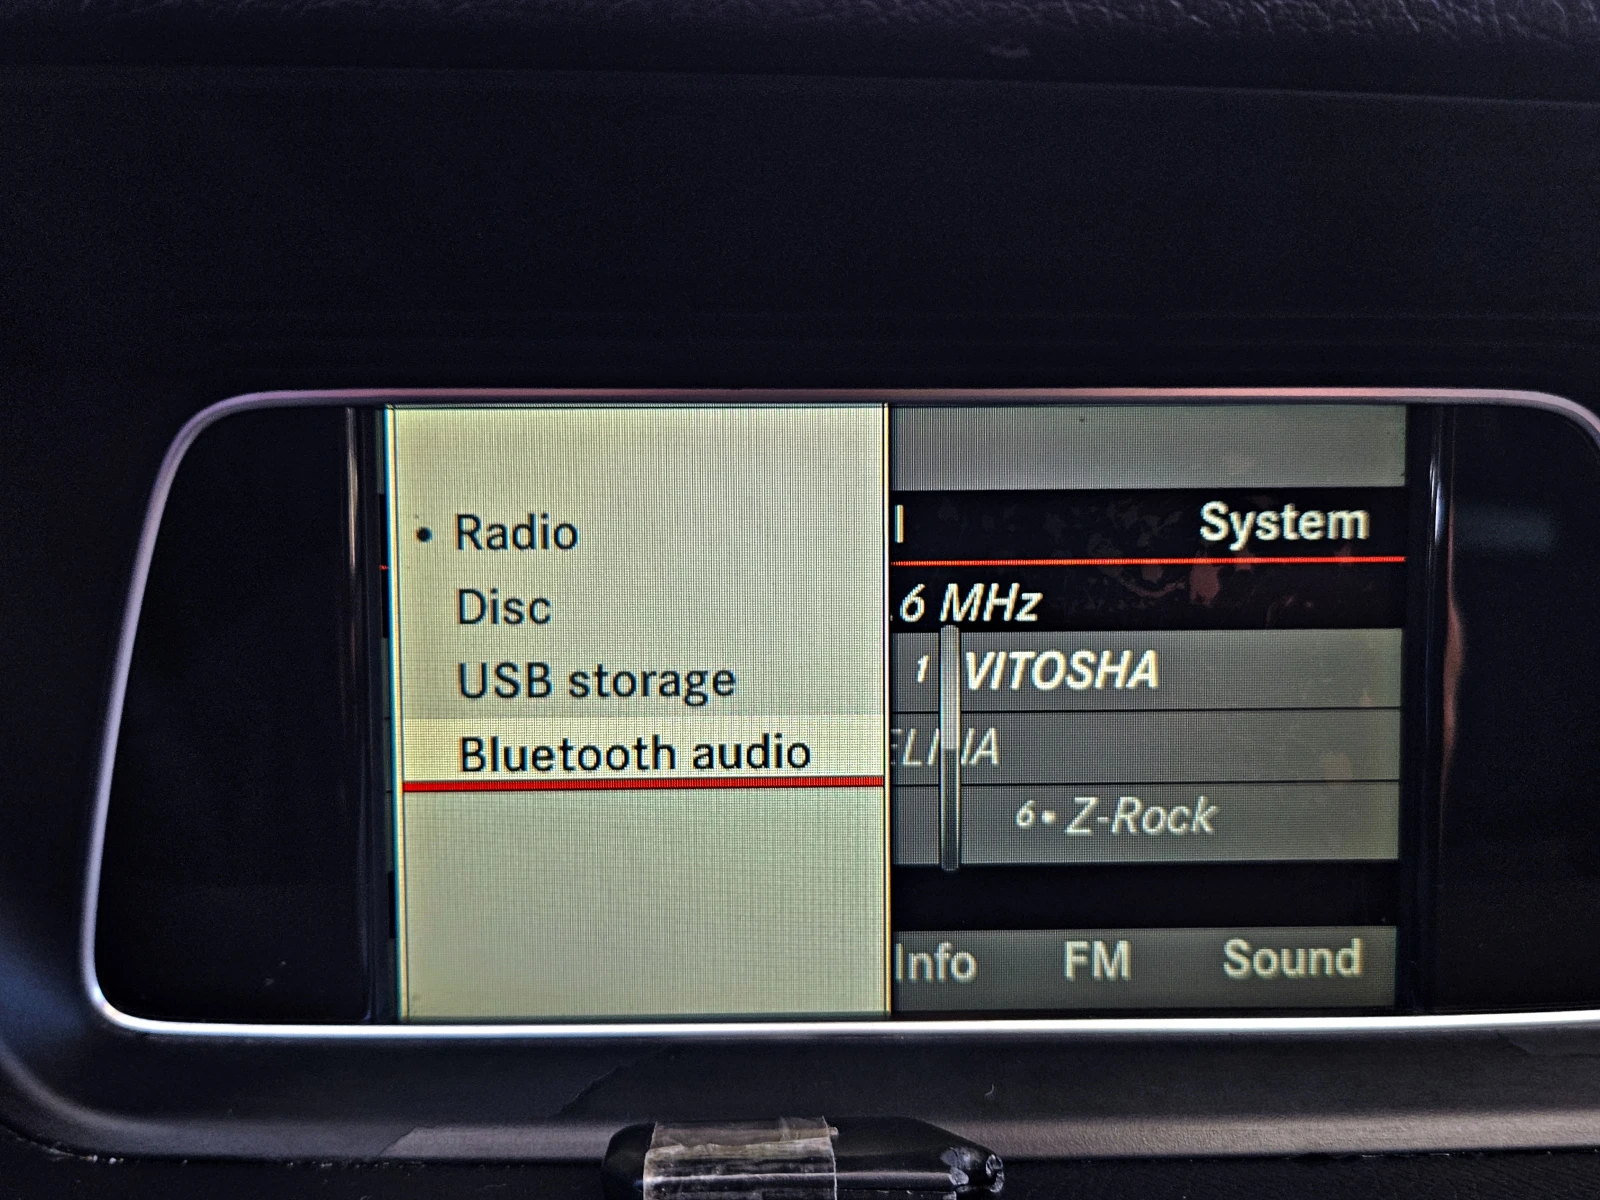 • Radio
Disc
USB storage
Bluetooth audio
System
.6 MHz
1 VITOSHA
6• Z-Rock
Info FM Sound